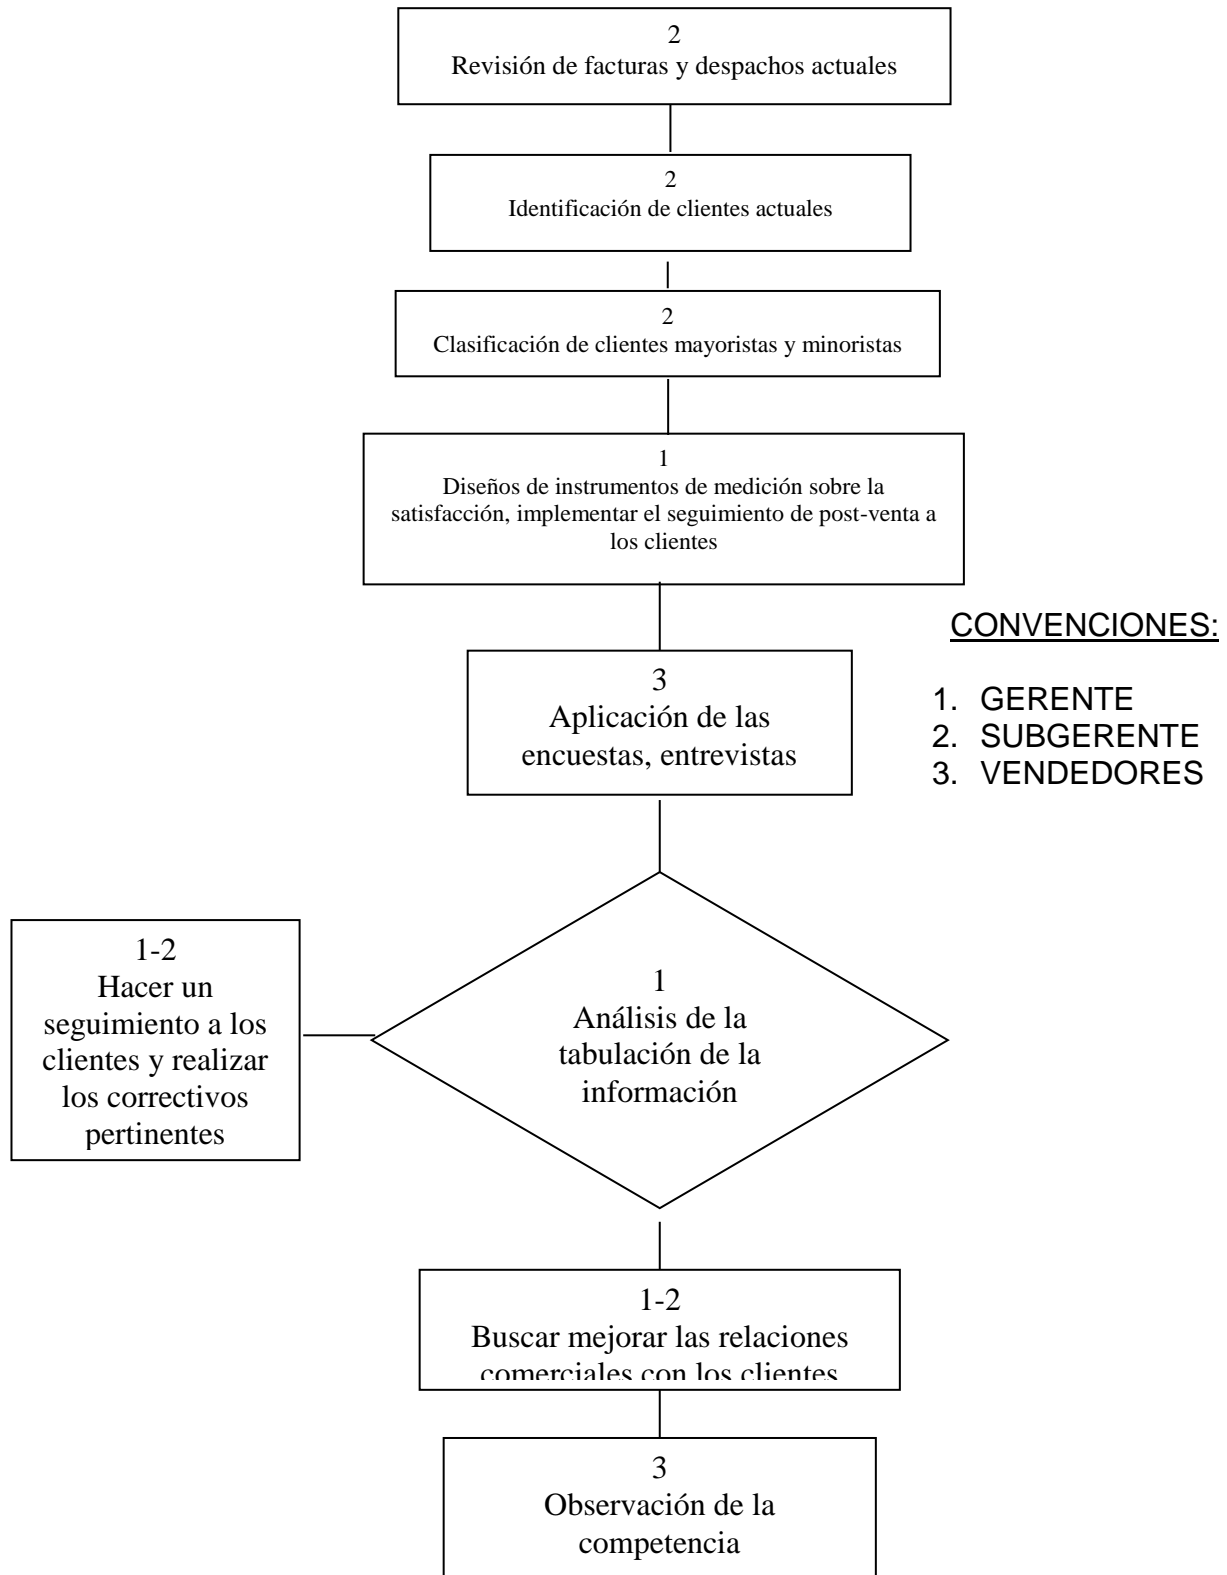 2
Revisión de facturas y despachos actuales
2
Identificación de clientes actuales
2
Clasificación de clientes mayoristas y minoristas
1
Diseños de instrumentos de medición sobre la
satisfacción, implementar el seguimiento de post-venta a
los clientes
CONVENCIONES:
1. GERENTE
2. SUBGERENTE
3. VENDEDORES
3
Aplicación de las
encuestas, entrevistas
1
Análisis de la
tabulación de la
información
1-2
Hacer un
seguimiento a los
clientes y realizar
los correctivos
pertinentes
1-2
Buscar mejorar las relaciones
comerciales con los clientes
3
Observación de la
competencia